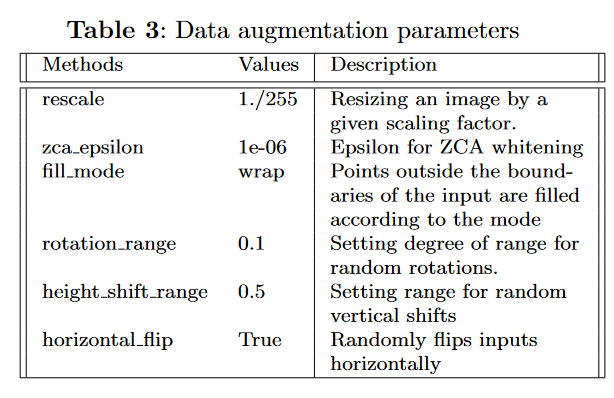 Table 3: Data augmentation parameters
Methods Values Description
rescale 1./255 Resizing an image by a
given scaling factor.
zca_epsilon 1e-06 Epsilon for ZCA whitening
fill_mode wrap Points outside the bound-
aries of the input are filled
according to the mode
rotation_range 0.1 Setting degree of range for
random rotations.
height_shift_range 0.5 Setting range for random
vertical shifts
horizontal_flip True Randomly flips inputs
horizontally